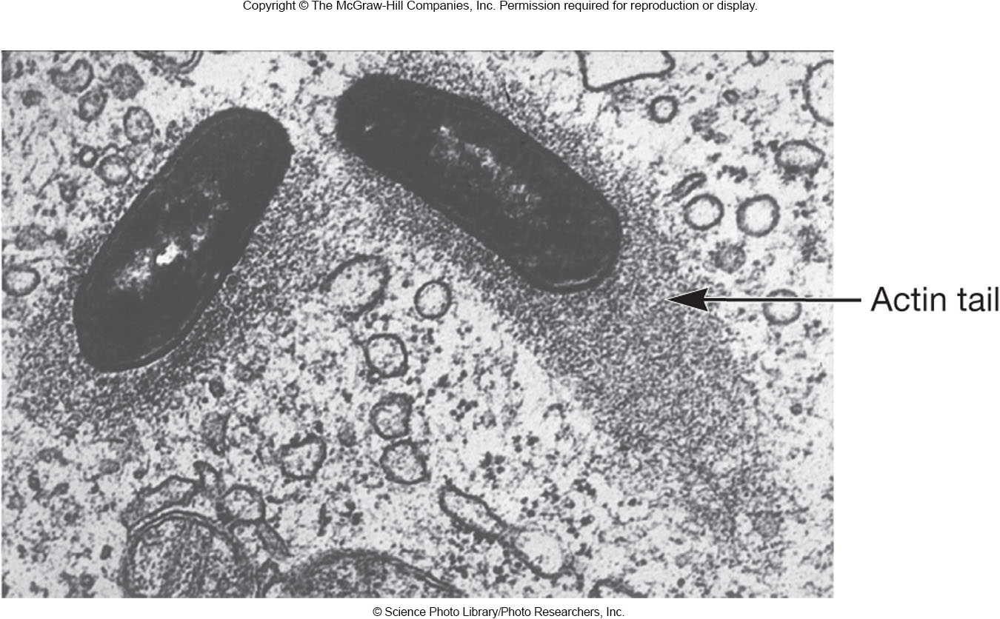 Copyright © The McGraw-Hill Companies, Inc. Permission required for reproduction or display.
Actin tail
© Science Photo Library/Photo Researchers, Inc.